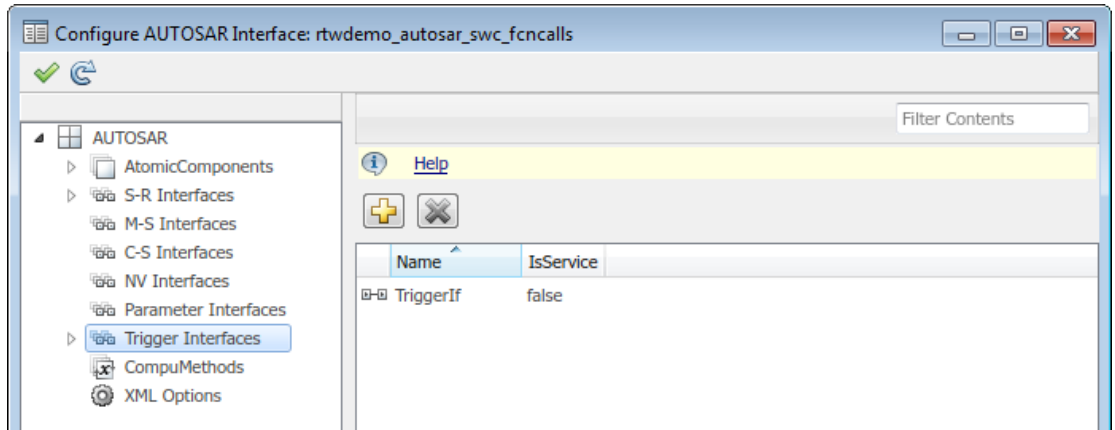 Configure AUTOSAR Interface: rtwdemo_autosar_swc_fcncalls
Filter Contents
AUTOSAR
AtomicComponents
S-R Interfaces
M-S Interfaces
C-S Interfaces
NV Interfaces
Parameter Interfaces
Trigger Interfaces
CompuMethods
XML Options
Help
Name IsService
TriggerIf false